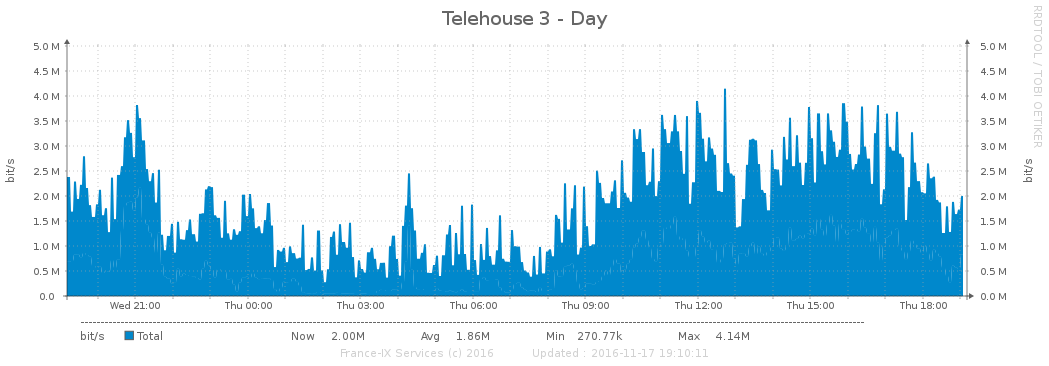 Telehouse 3 - Day
RRDTOOL / TOBI OETIKER
5.0 M 5.0 M
4.5 M 4.5 M
4.0 M 4.0 M
3.5 M 3.5 M
3.0 M 3.0 M
2.5 M 2.5 M
2.0 M 2.0 M
1.5 M 1.5 M
1.0 M 1.0 M
0.5 M 0.5 M
0.0 0.0 M
bit/s
bit/s
Wed 21:00 Thu 00:00 Thu 03:00 Thu 06:00 Thu 09:00 Thu 12:00 Thu 15:00 Thu 18:00
bit/s Total Now 2.00M Avg 1.86M Min 270.77k Max 4.14M
France-IX Services (c) 2016 Updated : 2016-11-17 19:10:11